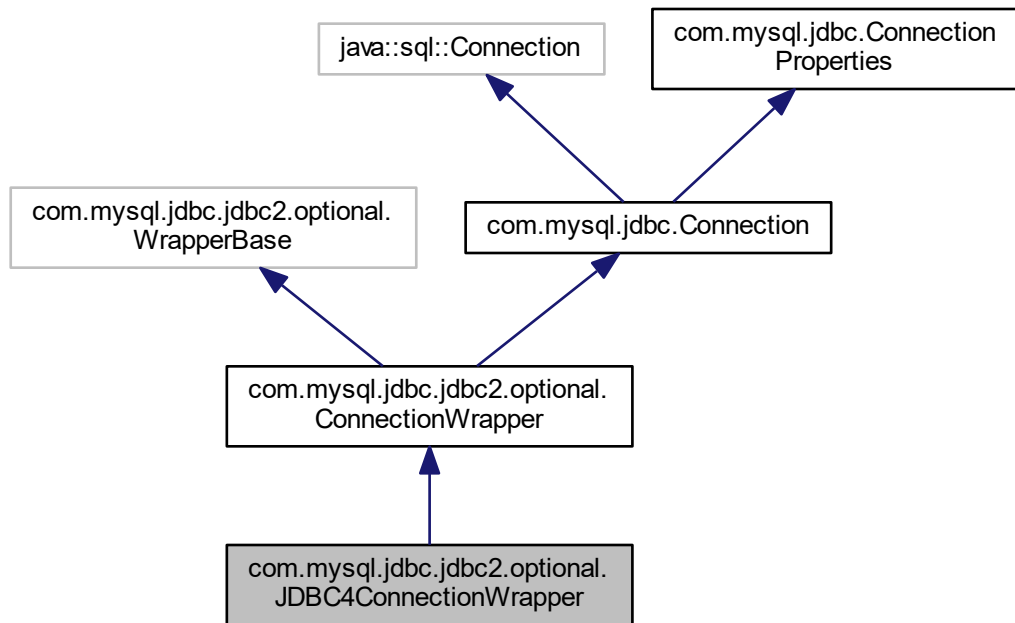 java::sql::Connection
com.mysql.jdbc.Connection
Properties
com.mysql.jdbc.jdbc2.optional.
WrapperBase
com.mysql.jdbc.Connection
com.mysql.jdbc.jdbc2.optional.
ConnectionWrapper
com.mysql.jdbc.jdbc2.optional.
JDBC4ConnectionWrapper